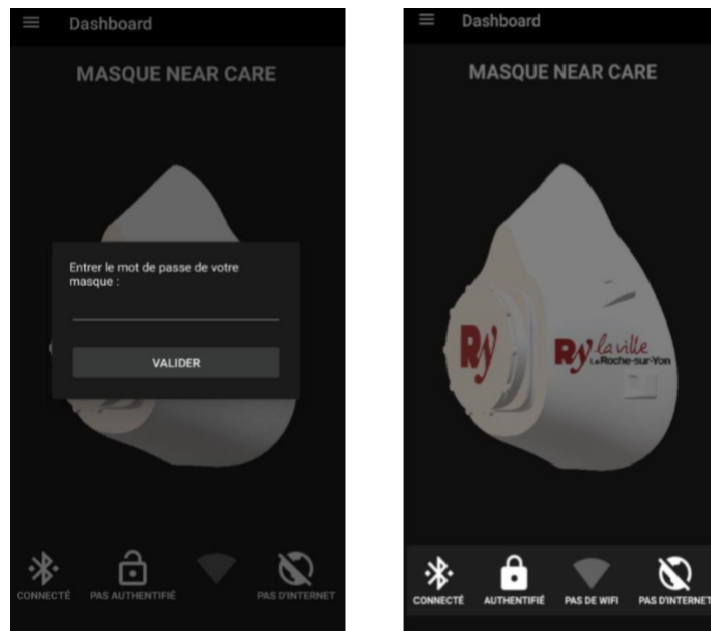 Dashboard
MASQUE NEAR CARE
Entrer le mot de passe de votre
masque :
VALIDER
CONNECTÉ
PAS AUTHENTIFIÉ
PAS D'INTERNET
Dashboard
MASQUE NEAR CARE
Ry
Ry la ville
La Roche-sur-Yon
CONNECTÉ
AUTHENTIFIÉ
PAS DE WIFI
PAS D'INTERNET